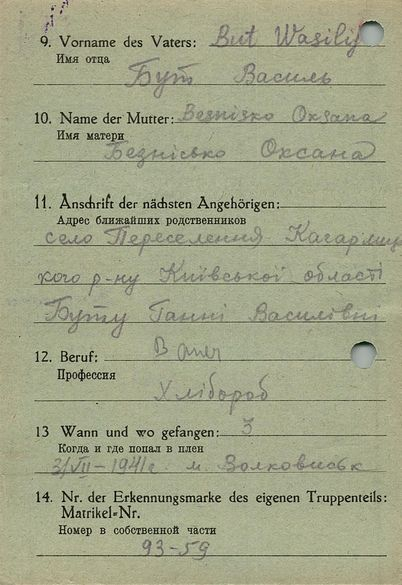 9. Vorname des Vaters: But Wasilij
Имя отца
Бут Василь
10. Name der Mutter: Besnisko Oksana
Имя матери
Безнісько Оксана
11. Anschrift der nächsten Angehörigen:
Адрес ближайших родственников
село Переселення Кагарлиц
кого р-ну Київської області
Буту Ганні Василівні
12. Beruf: Bauer
Профессия
Хлібороб
13 Wann und wo gefangen: 3
Когда и где попал в плен
3/VII-1941г м. Волковиськ
14. Nr. der Erkennungsmarke des eigenen Truppenteils:
Matrikel-Nr.
Номер в собственной части
93-59